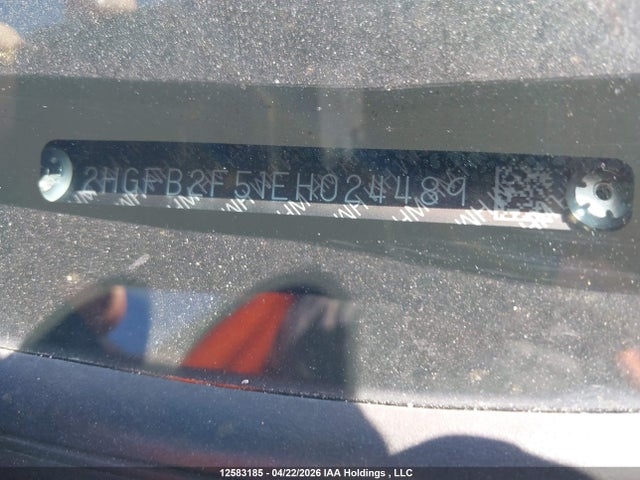 2HGFB2F51EH024489
12583185 - 04/22/2026 IAA Holdings , LLC